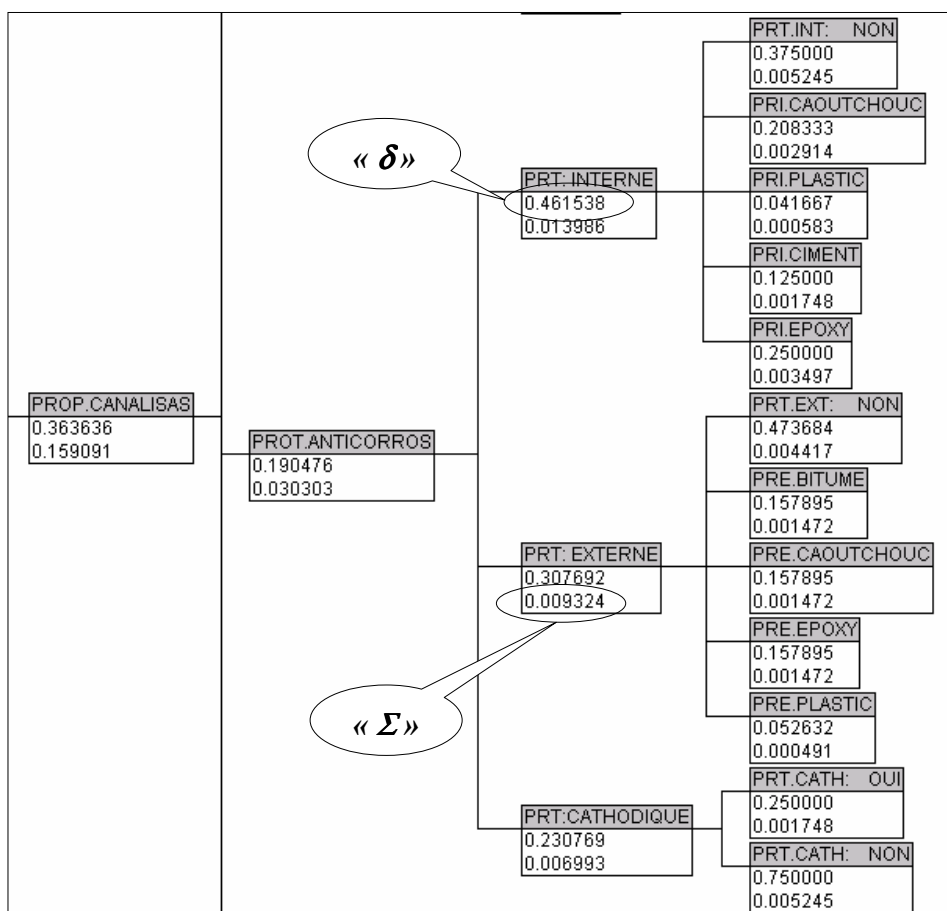 PRT.INT: NON
0.375000
0.005245
PRI.CAOUTCHOUC
0.208333
0.002914
« δ»
PRT: INTERNE
0.461538
0.013986
PRI.PLASTIC
0.041667
0.000583
PRI.CIMENT
0.125000
0.001748
PRI.EPOXY
0.250000
0.003497
PROP.CANALISAS
0.363636
0.159091
PROT.ANTICORROS
0.190476
0.030303
PRT.EXT: NON
0.473684
0.004417
PRE.BITUME
0.157895
0.001472
PRT: EXTERNE
0.307692
0.009324
PRE.CAOUTCHOUC
0.157895
0.001472
PRE.EPOXY
0.157895
0.001472
« Σ»
PRE.PLASTIC
0.052632
0.000491
PRT:CATHODIQUE
0.230769
0.006993
PRT.CATH: OUI
0.250000
0.001748
PRT.CATH: NON
0.750000
0.005245